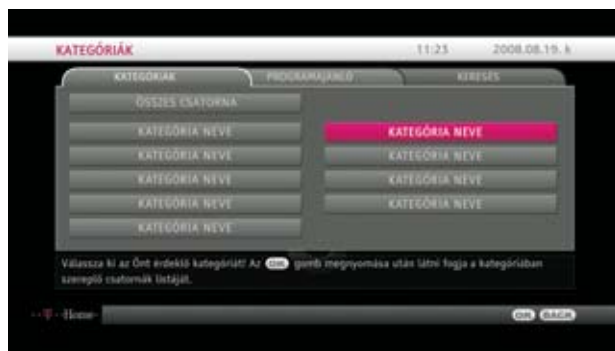 KATEGÓRIÁK 11:23 2008.08.19. k
KATEGÓRIÁK PROGRAMAJÁNLÓ KERESÉS
ÖSSZES CSATORNA
KATEGÓRIA NEVE KATEGÓRIA NEVE
KATEGÓRIA NEVE KATEGÓRIA NEVE
KATEGÓRIA NEVE KATEGÓRIA NEVE
KATEGÓRIA NEVE KATEGÓRIA NEVE
KATEGÓRIA NEVE
Válassza ki az Önt érdeklő kategóriát! Az OK gomb megnyomása után látni fogja a kategóriában
szereplő csatornák listáját.
··T··Home· OK BACK